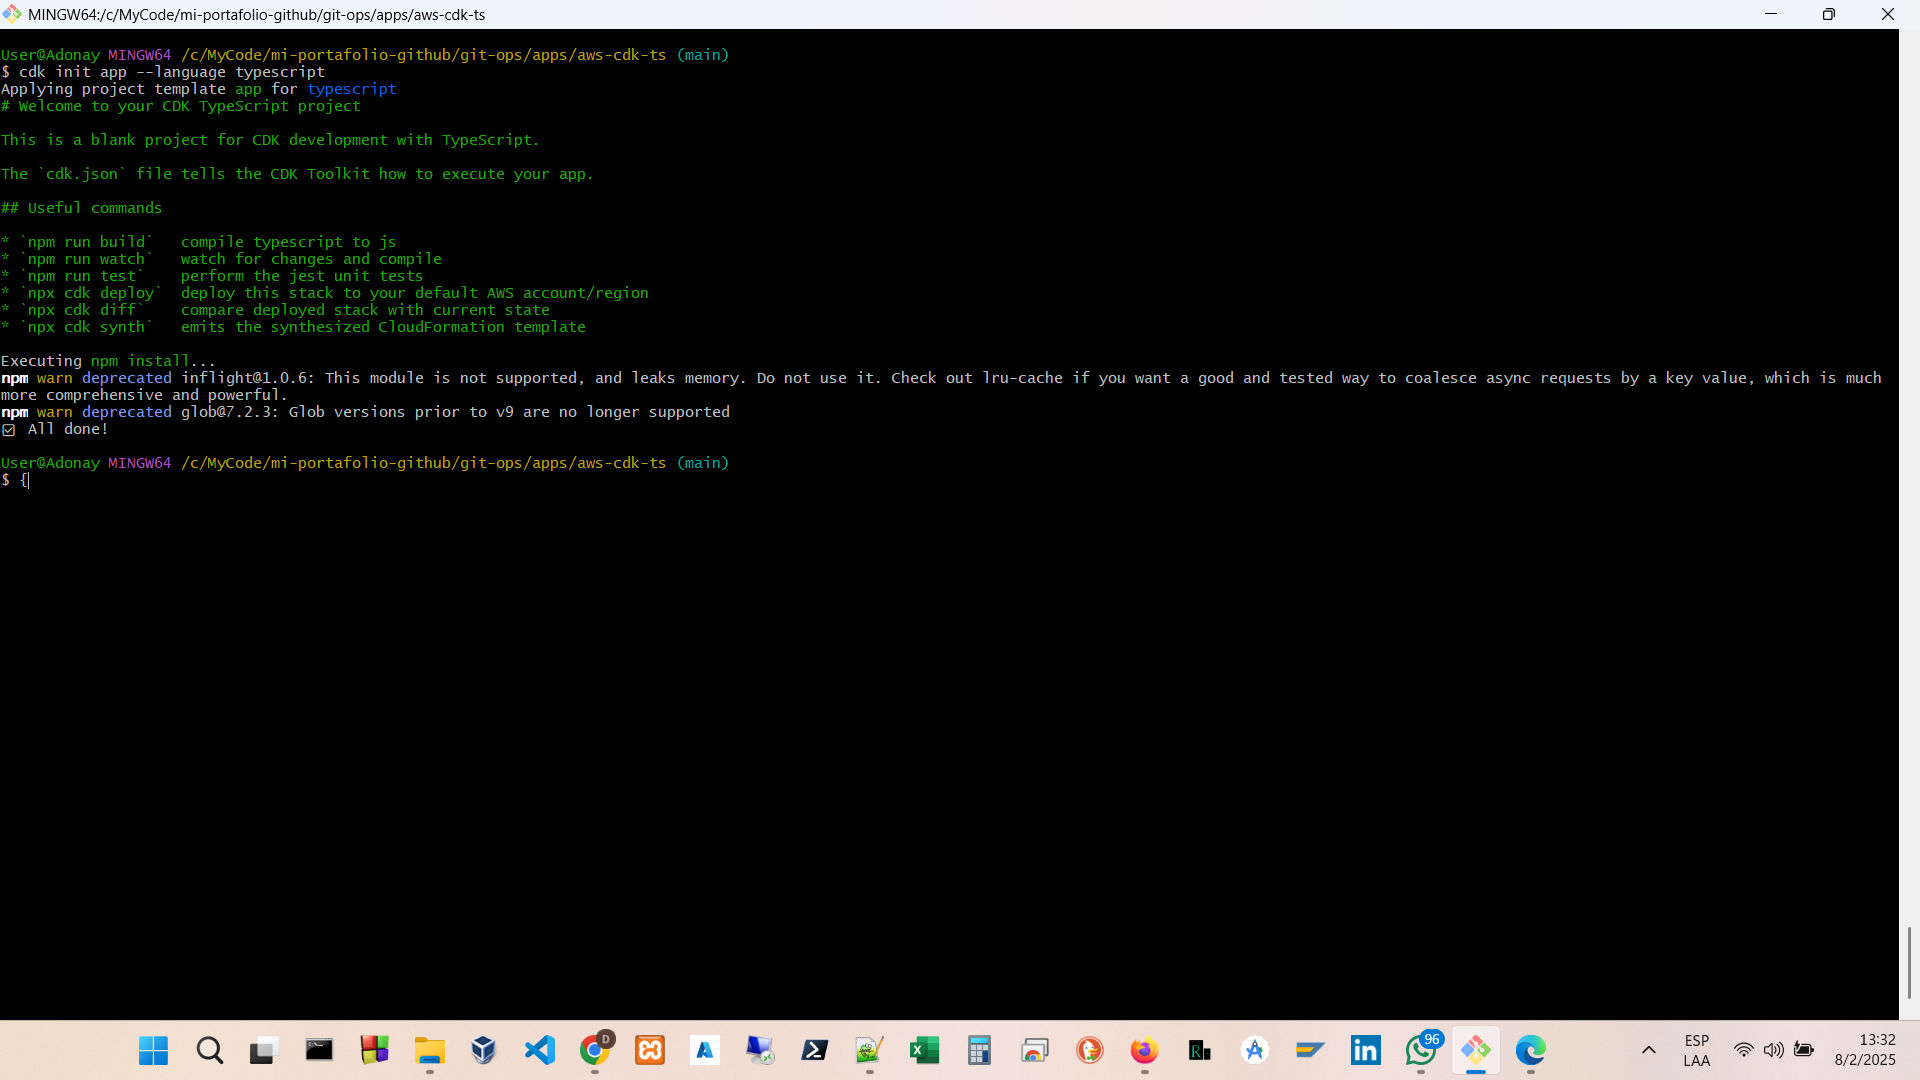 MINGW64:/c/MyCode/mi-portafolio-github/git-ops/apps/aws-cdk-ts
User@Adonay MINGW64 /c/MyCode/mi-portafolio-github/git-ops/apps/aws-cdk-ts (main)
$ cdk init app --language typescript
Applying project template app for typescript
# Welcome to your CDK TypeScript project
This is a blank project for CDK development with TypeScript.
The `cdk.json` file tells the CDK Toolkit how to execute your app.
## Useful commands
* `npm run build`   compile typescript to js
* `npm run watch`   watch for changes and compile
* `npm run test`    perform the jest unit tests
* `npx cdk deploy`  deploy this stack to your default AWS account/region
* `npx cdk diff`    compare deployed stack with current state
* `npx cdk synth`   emits the synthesized CloudFormation template
Executing npm install...
npm warn deprecated inflight@1.0.6: This module is not supported, and leaks memory. Do not use it. Check out lru-cache if you want a good and tested way to coalesce async requests by a key value, which is much
more comprehensive and powerful.
npm warn deprecated glob@7.2.3: Glob versions prior to v9 are no longer supported
☑ All done!
User@Adonay MINGW64 /c/MyCode/mi-portafolio-github/git-ops/apps/aws-cdk-ts (main)
$ {
D
96
ESP
LAA
13:32
8/2/2025